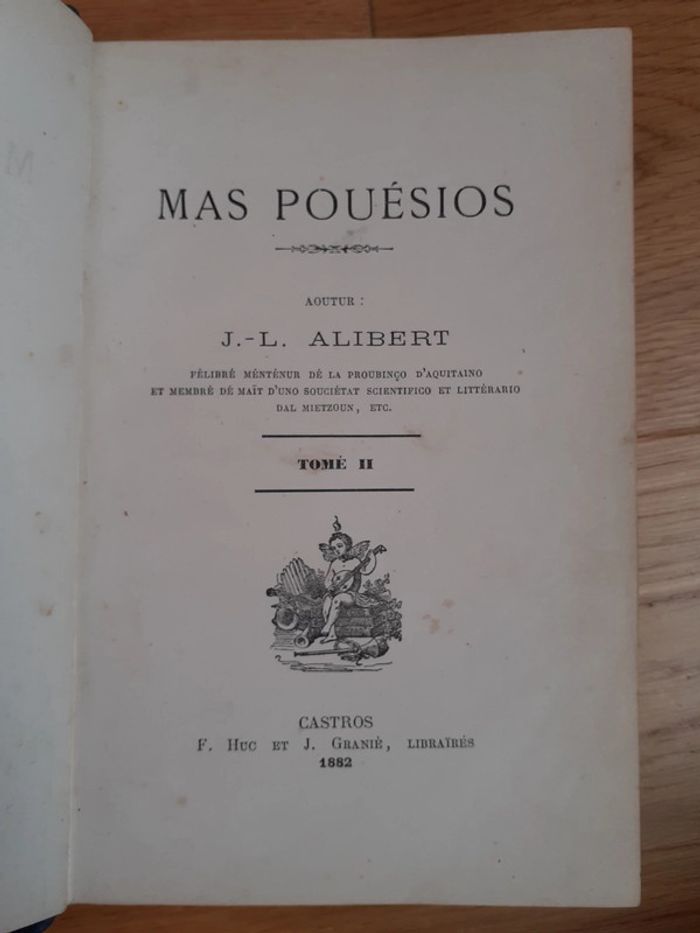 MAS POUÉSIOS
AOUTUR :
J.-L. ALIBERT
FÉLIBRÉ MÉNTÉNUR DÉ LA PROUBINÇO D'AQUITAINO
ET MEMBRÉ DÉ MAÏT D'UNO SOUCIÉTAT SCIENTIFICO ET LITTÉRARIO
DAL MIETZOUN, ETC.
TOMÉ II
CASTROS
F. HUC ET J. GRANIÉ, LIBRAÏRÉS
1882